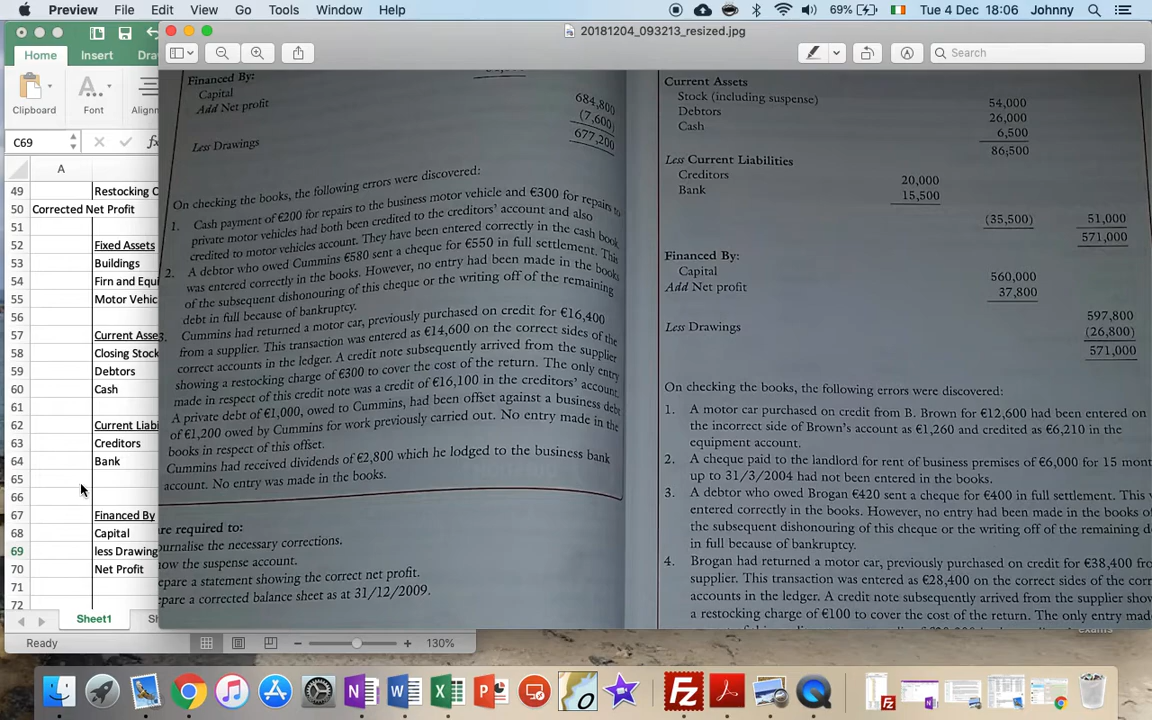 Preview File Edit View Go Tools Window Help 69% Tue 4 Dec 18:06 Johnny
20181204_093213_resized.jpg
Search
Home Insert Dra
Clipboard Font Alignn
C69
A
49 Restocking C
50 Corrected Net Profit
51
52 Fixed Assets
53 Buildings
54 Firn and Equi
55 Motor Vehic
56
57 Current Asse
58 Closing Stock
59 Debtors
60 Cash
61
62 Current Liabi
63 Creditors
64 Bank
65
66
67 Financed By
68 Capital
69 less Drawing
70 Net Profit
71
72
Sheet1 Sh
Ready 130%
Financed By:
Capital
Add Net profit 684,800
Less Drawings (7,600)
677,200
On checking the books, the following errors were discovered:
1. Cash payment of €200 for repairs to the business motor vehicle and €300 for repairs to
private motor vehicles had both been credited to the creditors' account and also
credited to motor vehicles account. They have been entered correctly in the cash book
2. A debtor who owed Cummins €580 sent a cheque for €550 in full settlement. This
was entered correctly in the books. However, no entry had been made in the books
of the subsequent dishonouring of this cheque or the writing off of the remaining
debt in full because of bankruptcy.
Cummins had returned a motor car, previously purchased on credit for €16,400
from a supplier. This transaction was entered as €14,600 on the correct sides of the
correct accounts in the ledger. A credit note subsequently arrived from the supplier
showing a restocking charge of €300 to cover the cost of the return. The only entry
made in respect of this credit note was a credit of €16,100 in the creditors' account.
A private debt of €1,000, owed to Cummins, had been offset against a business debt
of €1,200 owed by Cummins for work previously carried out. No entry made in the
books in respect of this offset.
Cummins had received dividends of €2,800 which he lodged to the business bank
account. No entry was made in the books.
re required to:
urnalise the necessary corrections.
ow the suspense account.
epare a statement showing the correct net profit.
epare a corrected balance sheet as at 31/12/2009.
Current Assets
Stock (including suspense) 54,000
Debtors 26,000
Cash 6,500
86,500
Less Current Liabilities
Creditors 20,000
Bank 15,500
(35,500) 51,000
571,000
Financed By:
Capital 560,000
Add Net profit 37,800
597,800
Less Drawings (26,800)
571,000
On checking the books, the following errors were discovered:
1. A motor car purchased on credit from B. Brown for €12,600 had been entered on
the incorrect side of Brown's account as €1,260 and credited as €6,210 in the
equipment account.
2. A cheque paid to the landlord for rent of business premises of €6,000 for 15 mont
up to 31/3/2004 had not been entered in the books.
3. A debtor who owed Brogan €420 sent a cheque for €400 in full settlement. This
entered correctly in the books. However, no entry had been made in the books of
the subsequent dishonouring of this cheque or the writing off of the remaining d
in full because of bankruptcy.
4. Brogan had returned a motor car, previously purchased on credit for €38,400 fro
supplier. This transaction was entered as €28,400 on the correct sides of the corr
accounts in the ledger. A credit note subsequently arrived from the supplier show
a restocking charge of €100 to cover the cost of the return. The only entry made
exams